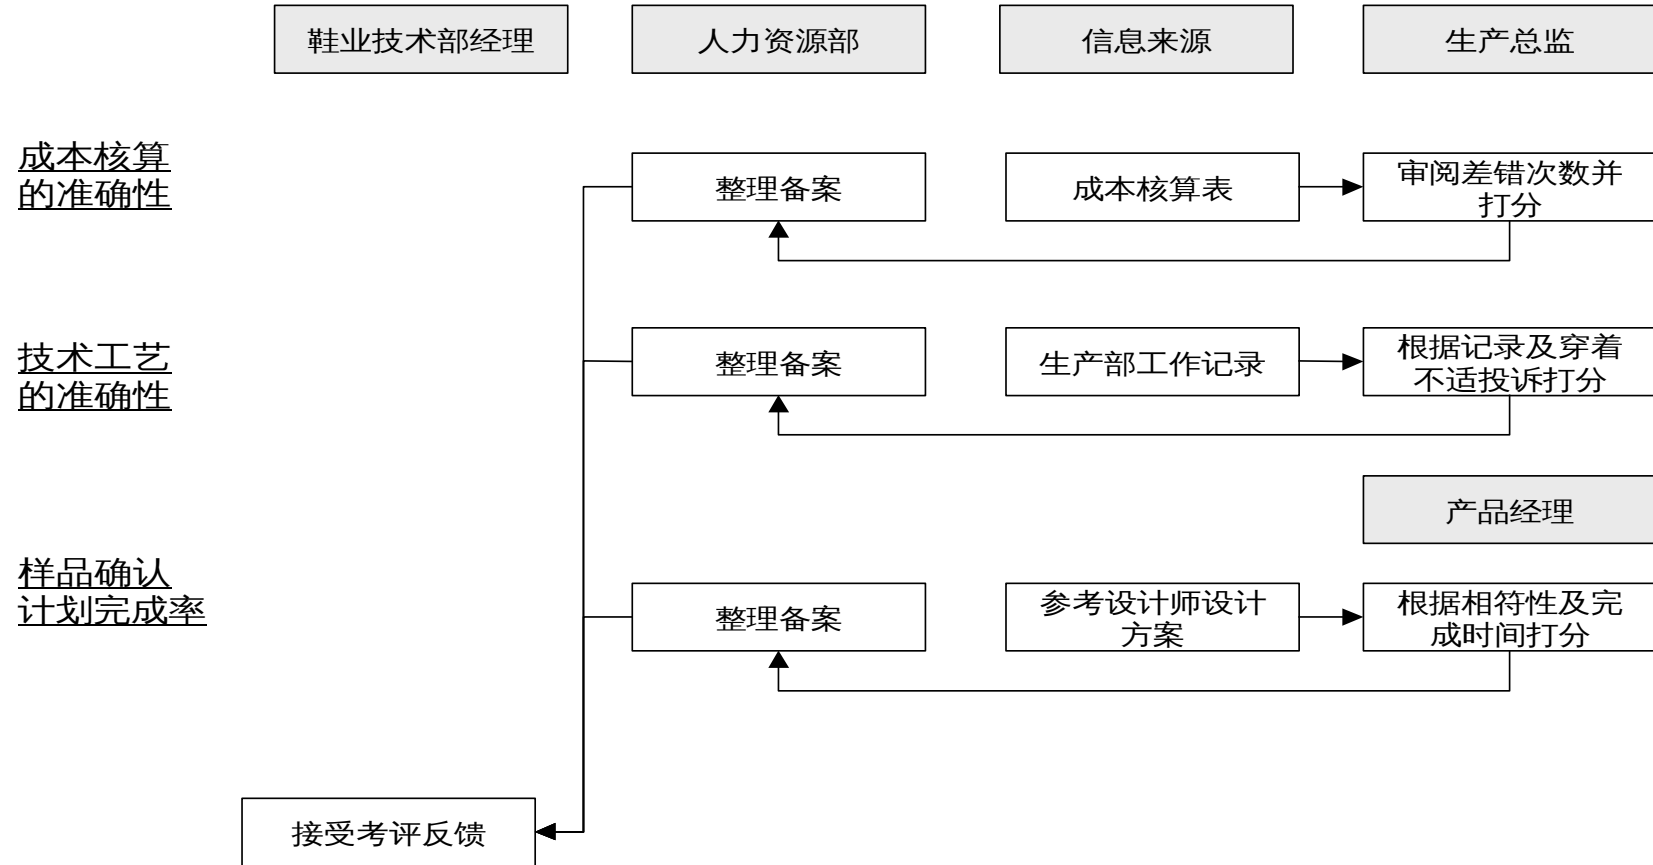 鞋业技术部经理
人力资源部
信息来源
生产总监
成本核算
的准确性
整理备案
成本核算表
审阅差错次数并
打分
技术工艺
的准确性
整理备案
生产部工作记录
根据记录及穿着
不适投诉打分
产品经理
样品确认
计划完成率
整理备案
参考设计师设计
方案
根据相符性及完
成时间打分
接受考评反馈